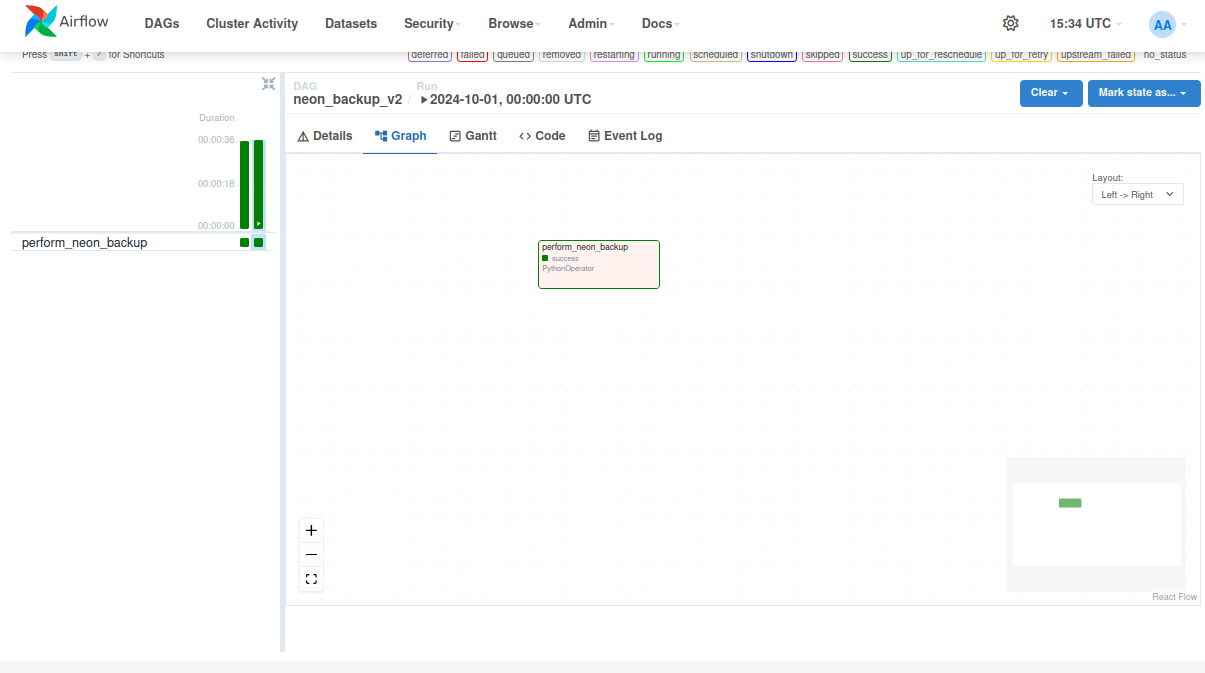 Airflow DAGs Cluster Activity Datasets Security Browse Admin Docs 15:34 UTC AA
Press shift + / for Shortcuts deferred failed queued removed restarting running scheduled shutdown skipped success up_for_reschedule up_for_retry upstream_failed no_status
DAG Run
neon_backup_v2 / 2024-10-01, 00:00:00 UTC
Clear Mark state as...
Duration
00:00:36
00:00:18
00:00:00
perform_neon_backup
Details Graph Gantt Code Event Log
Layout:
Left -> Right
perform_neon_backup
success
PythonOperator
React Flow